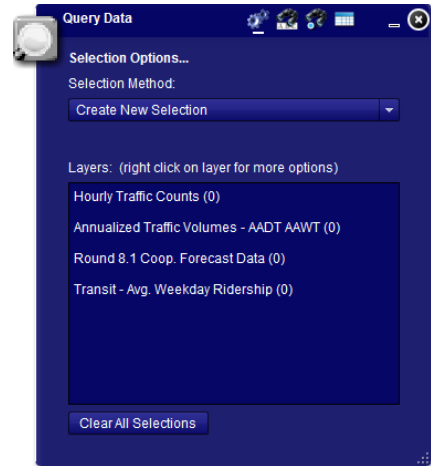 Query Data
Selection Options...
Selection Method:
Create New Selection
Layers: (right click on layer for more options)
Hourly Traffic Counts (0)
Annualized Traffic Volumes - AADT AAWT (0)
Round 8.1 Coop. Forecast Data (0)
Transit - Avg. Weekday Ridership (0)
Clear All Selections